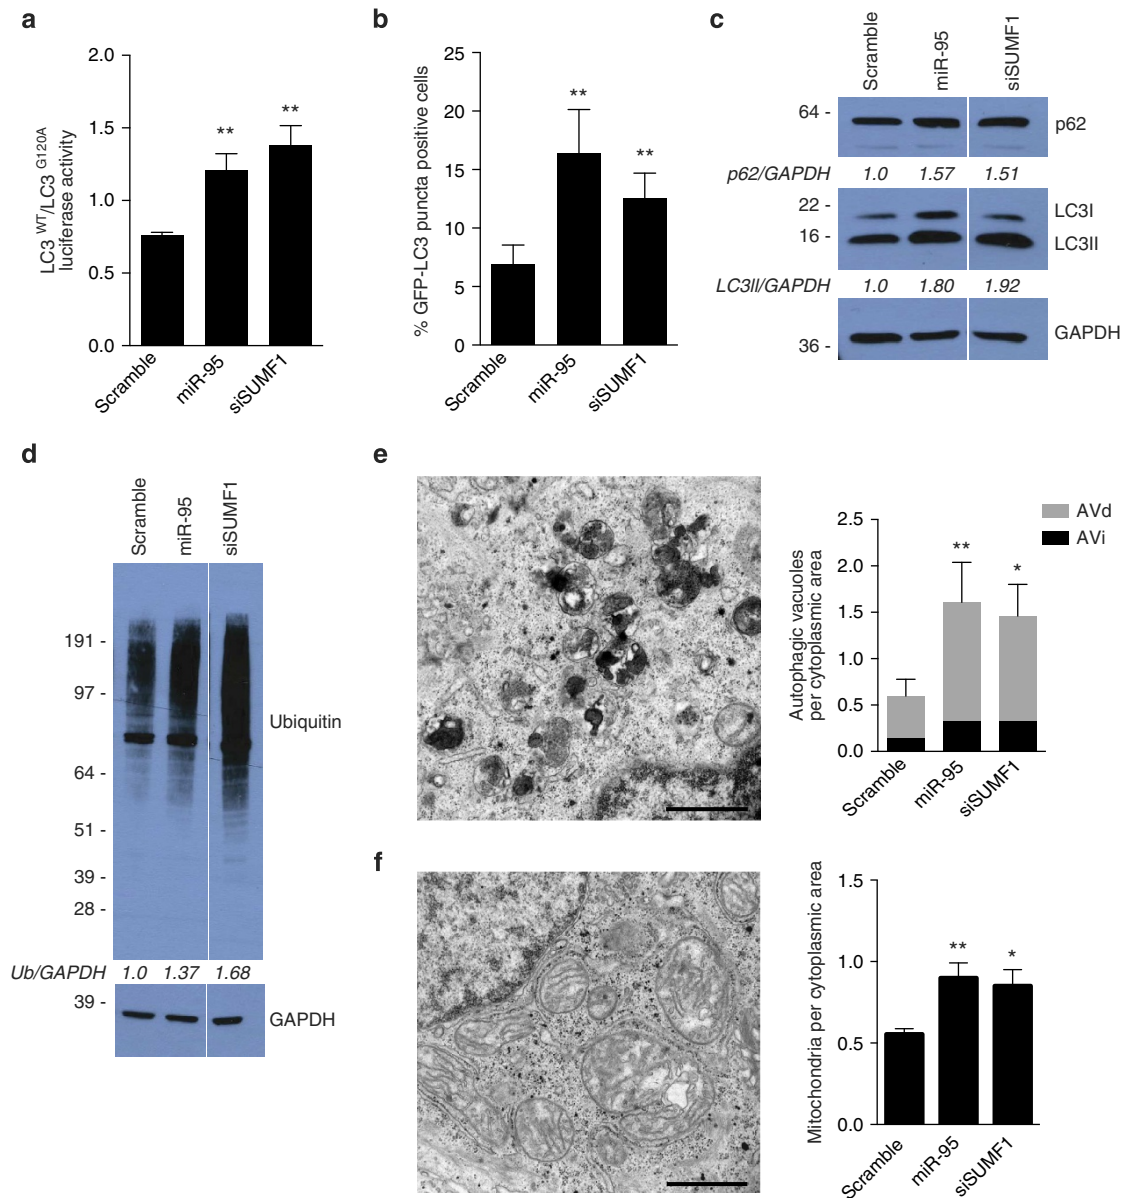 a
LC3 WT/LC3 G120A
luciferase activity
2.0
1.5
1.0
0.5
0.0
**
**
Scramble
miR-95
siSUMF1
b
% GFP-LC3 puncta positive cells
25
20
15
10
5
0
**
**
Scramble
miR-95
siSUMF1
c
Scramble
miR-95
siSUMF1
64 -
p62
p62/GAPDH 1.0 1.57 1.51
22 -
LC3I
16 -
LC3II
LC3II/GAPDH 1.0 1.80 1.92
36 -
GAPDH
d
Scramble
miR-95
siSUMF1
191 -
97 -
Ubiquitin
64 -
51 -
39 -
28 -
Ub/GAPDH 1.0 1.37 1.68
39 -
GAPDH
e
Autophagic vacuoles
per cytoplasmic area
2.5
2.0
1.5
1.0
0.5
0.0
**
*
AVd
AVi
Scramble
miR-95
siSUMF1
f
Mitochondria per cytoplasmic area
1.5
1.0
0.5
0.0
**
*
Scramble
miR-95
siSUMF1